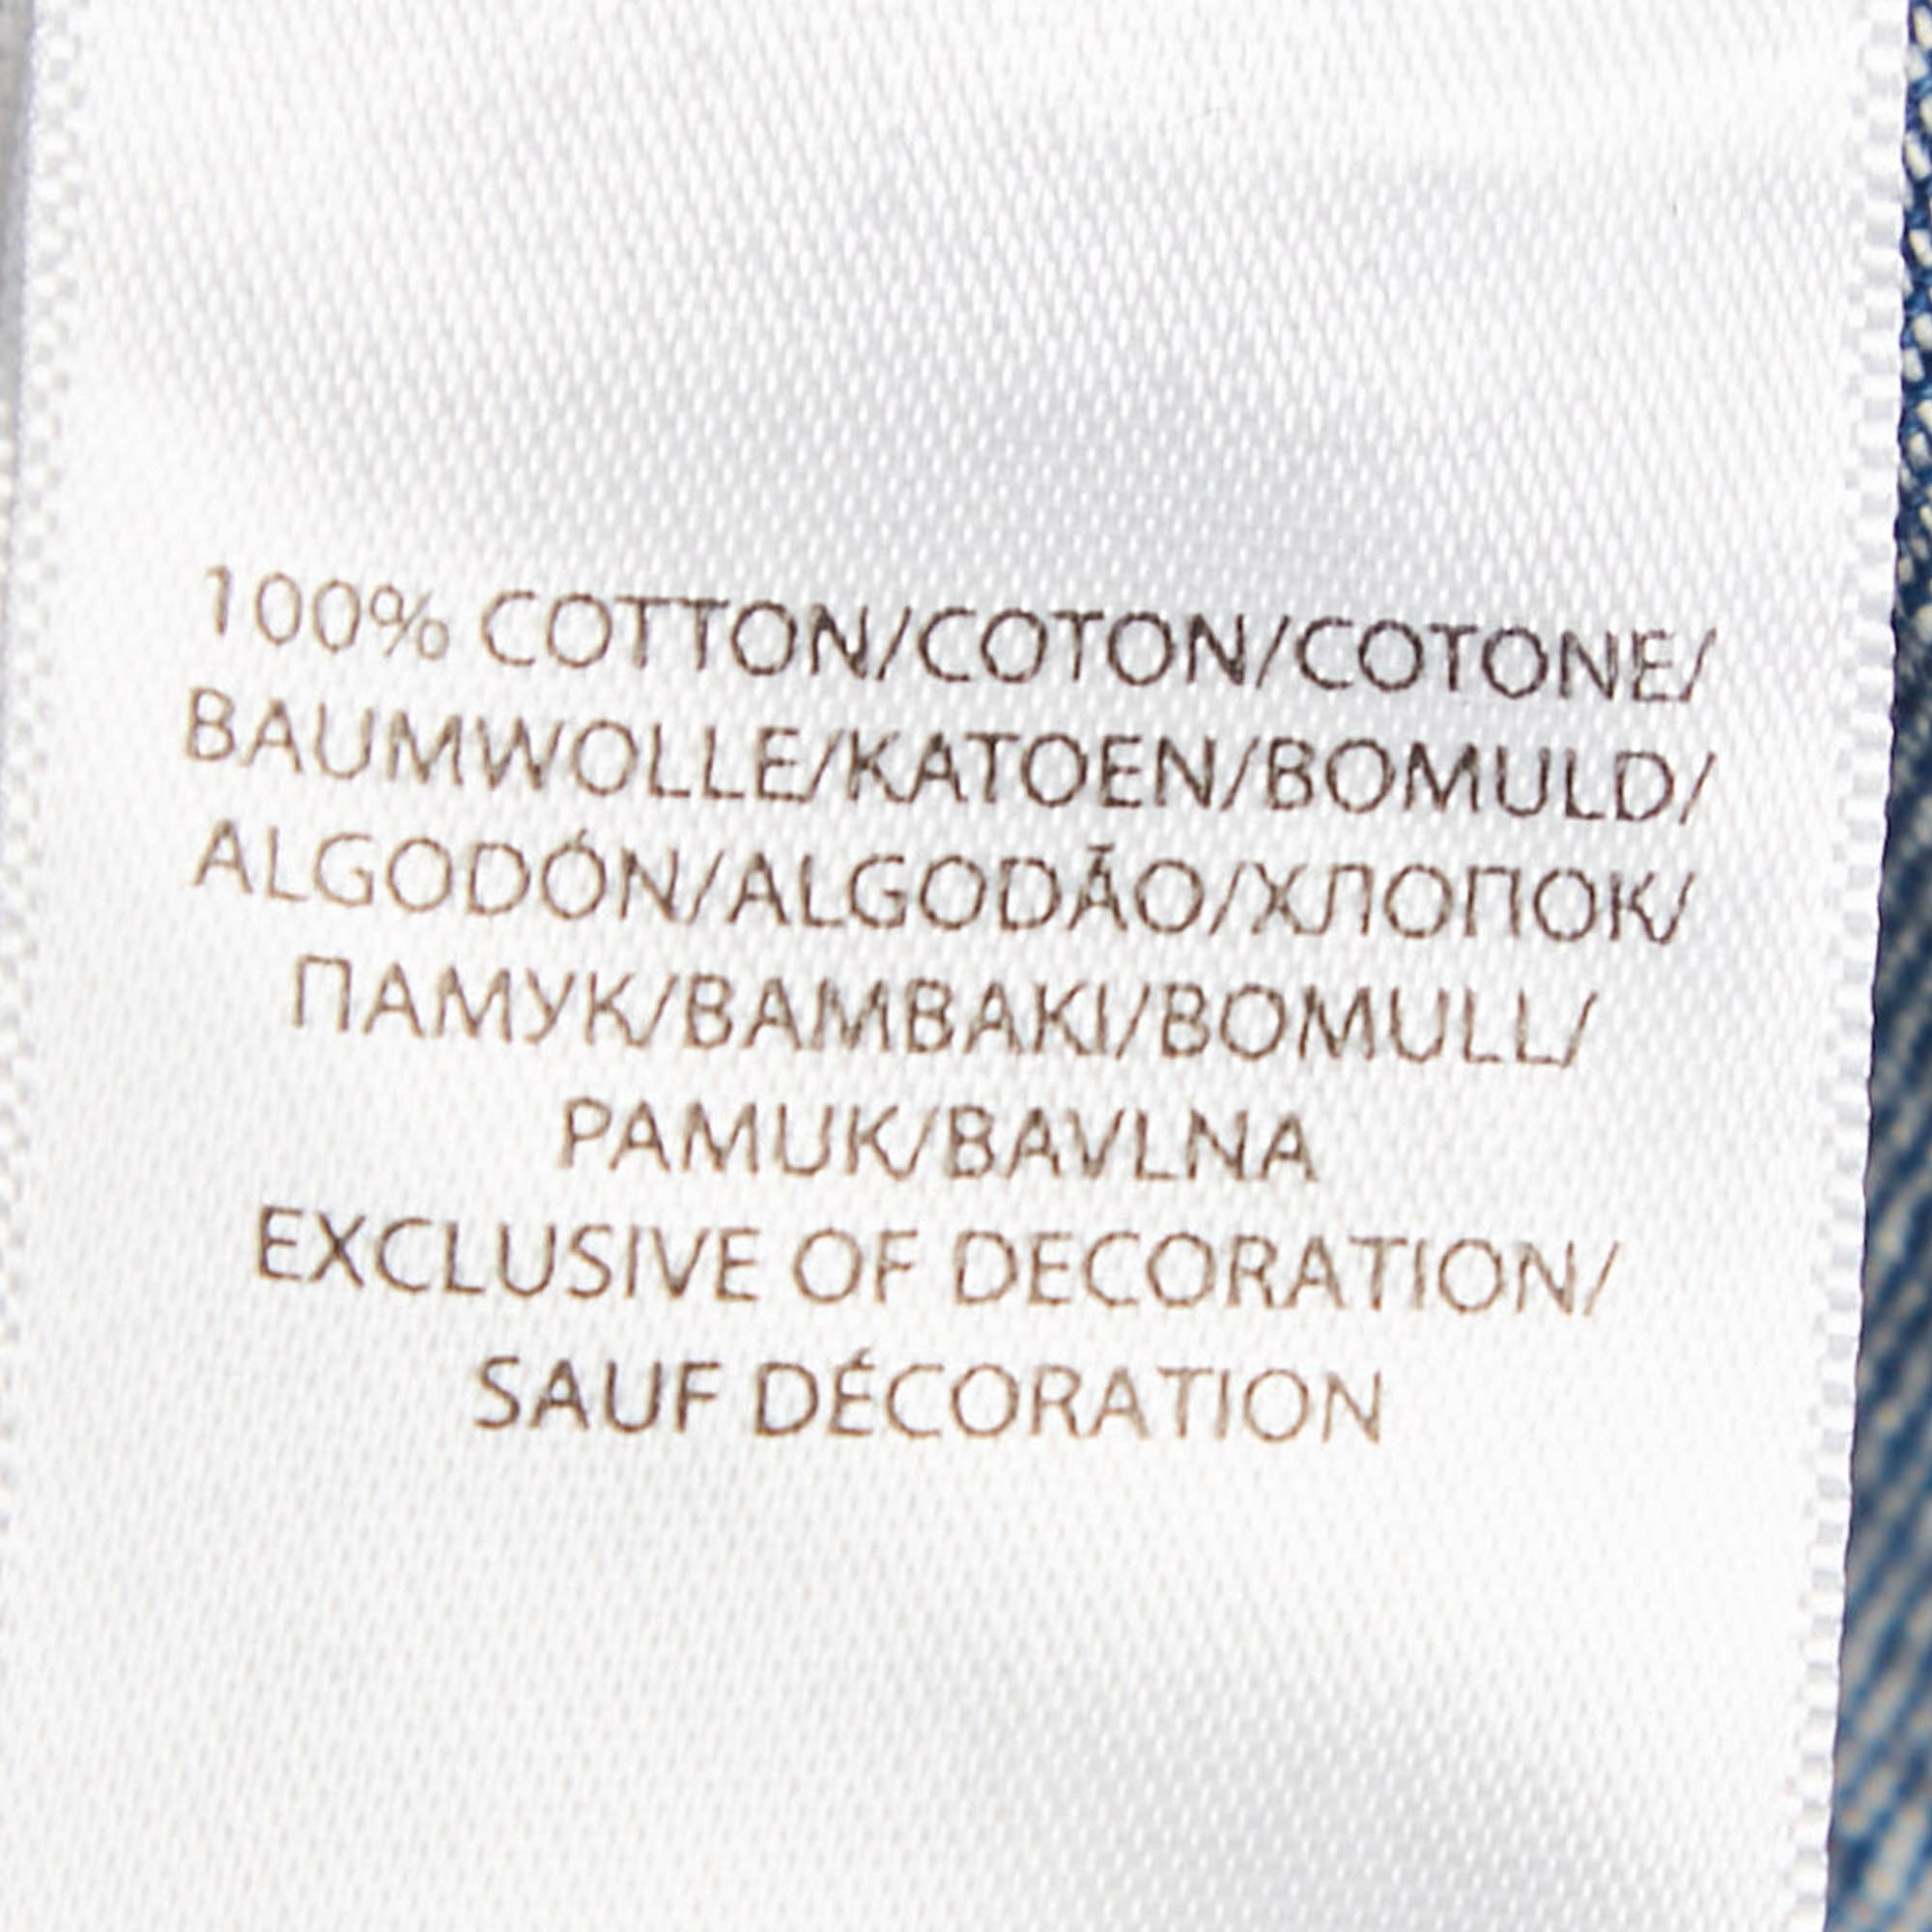 100% COTTON/COTON/COTONE/
BAUMWOLLE/KATOEN/BOMULD/
ALGODÓN/ALGODÃO/ХЛОПОК/
ПАМУК/BAMBAKI/BOMULL/
PAMUK/BAVLNA
EXCLUSIVE OF DECORATION/
SAUF DÉCORATION